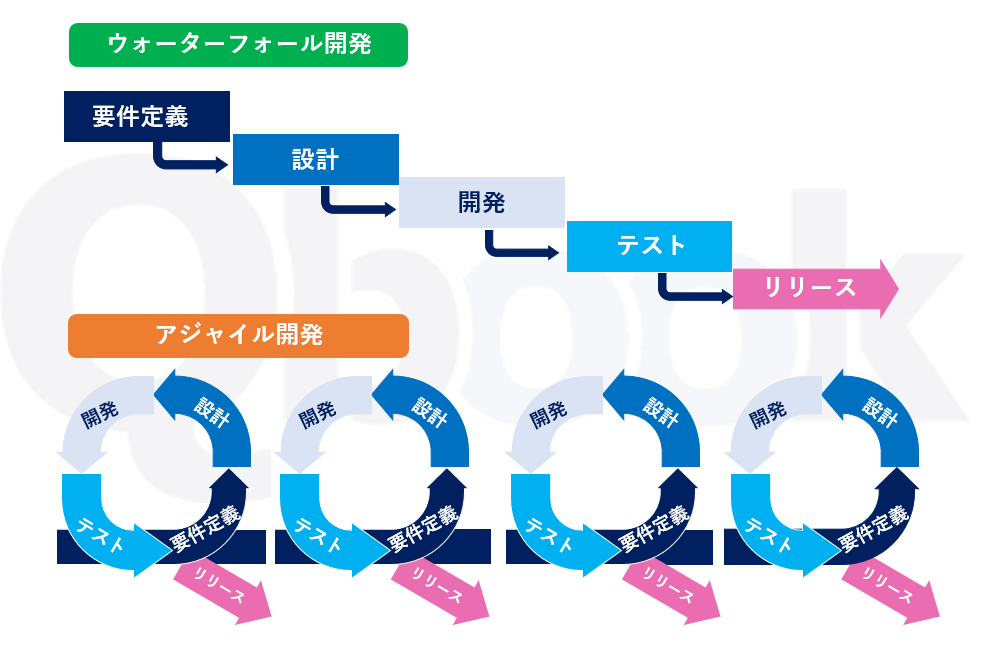 ウォーターフォール開発
要件定義
設計
開発
テスト
リリース
アジャイル開発
開発
設計
テスト
要件定義
リリース
開発
設計
テスト
要件定義
リリース
開発
設計
テスト
要件定義
リリース
開発
設計
テスト
要件定義
リリース
Qbook